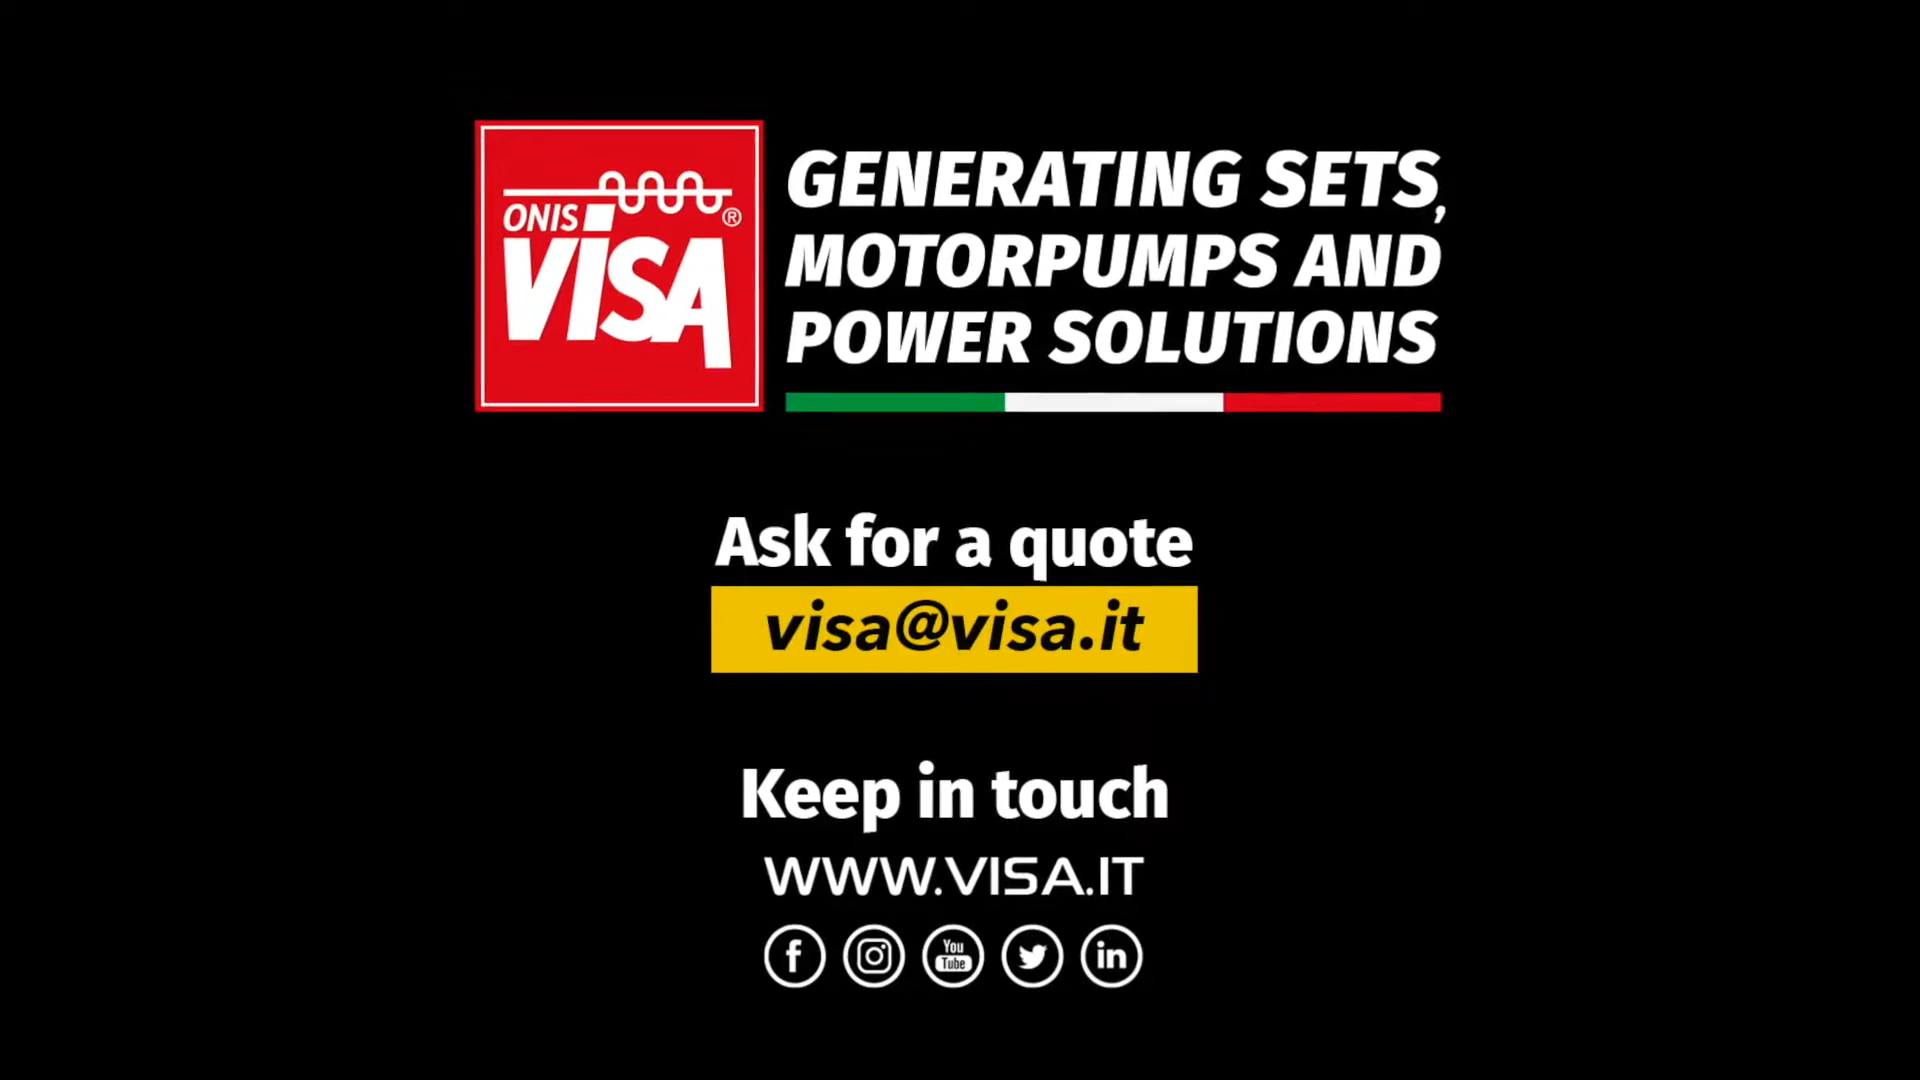 ONIS
VISA®
GENERATING SETS,
MOTORPUMPS AND
POWER SOLUTIONS
Ask for a quote
visa@visa.it
Keep in touch
WWW.VISA.IT
f
You
Tube
in